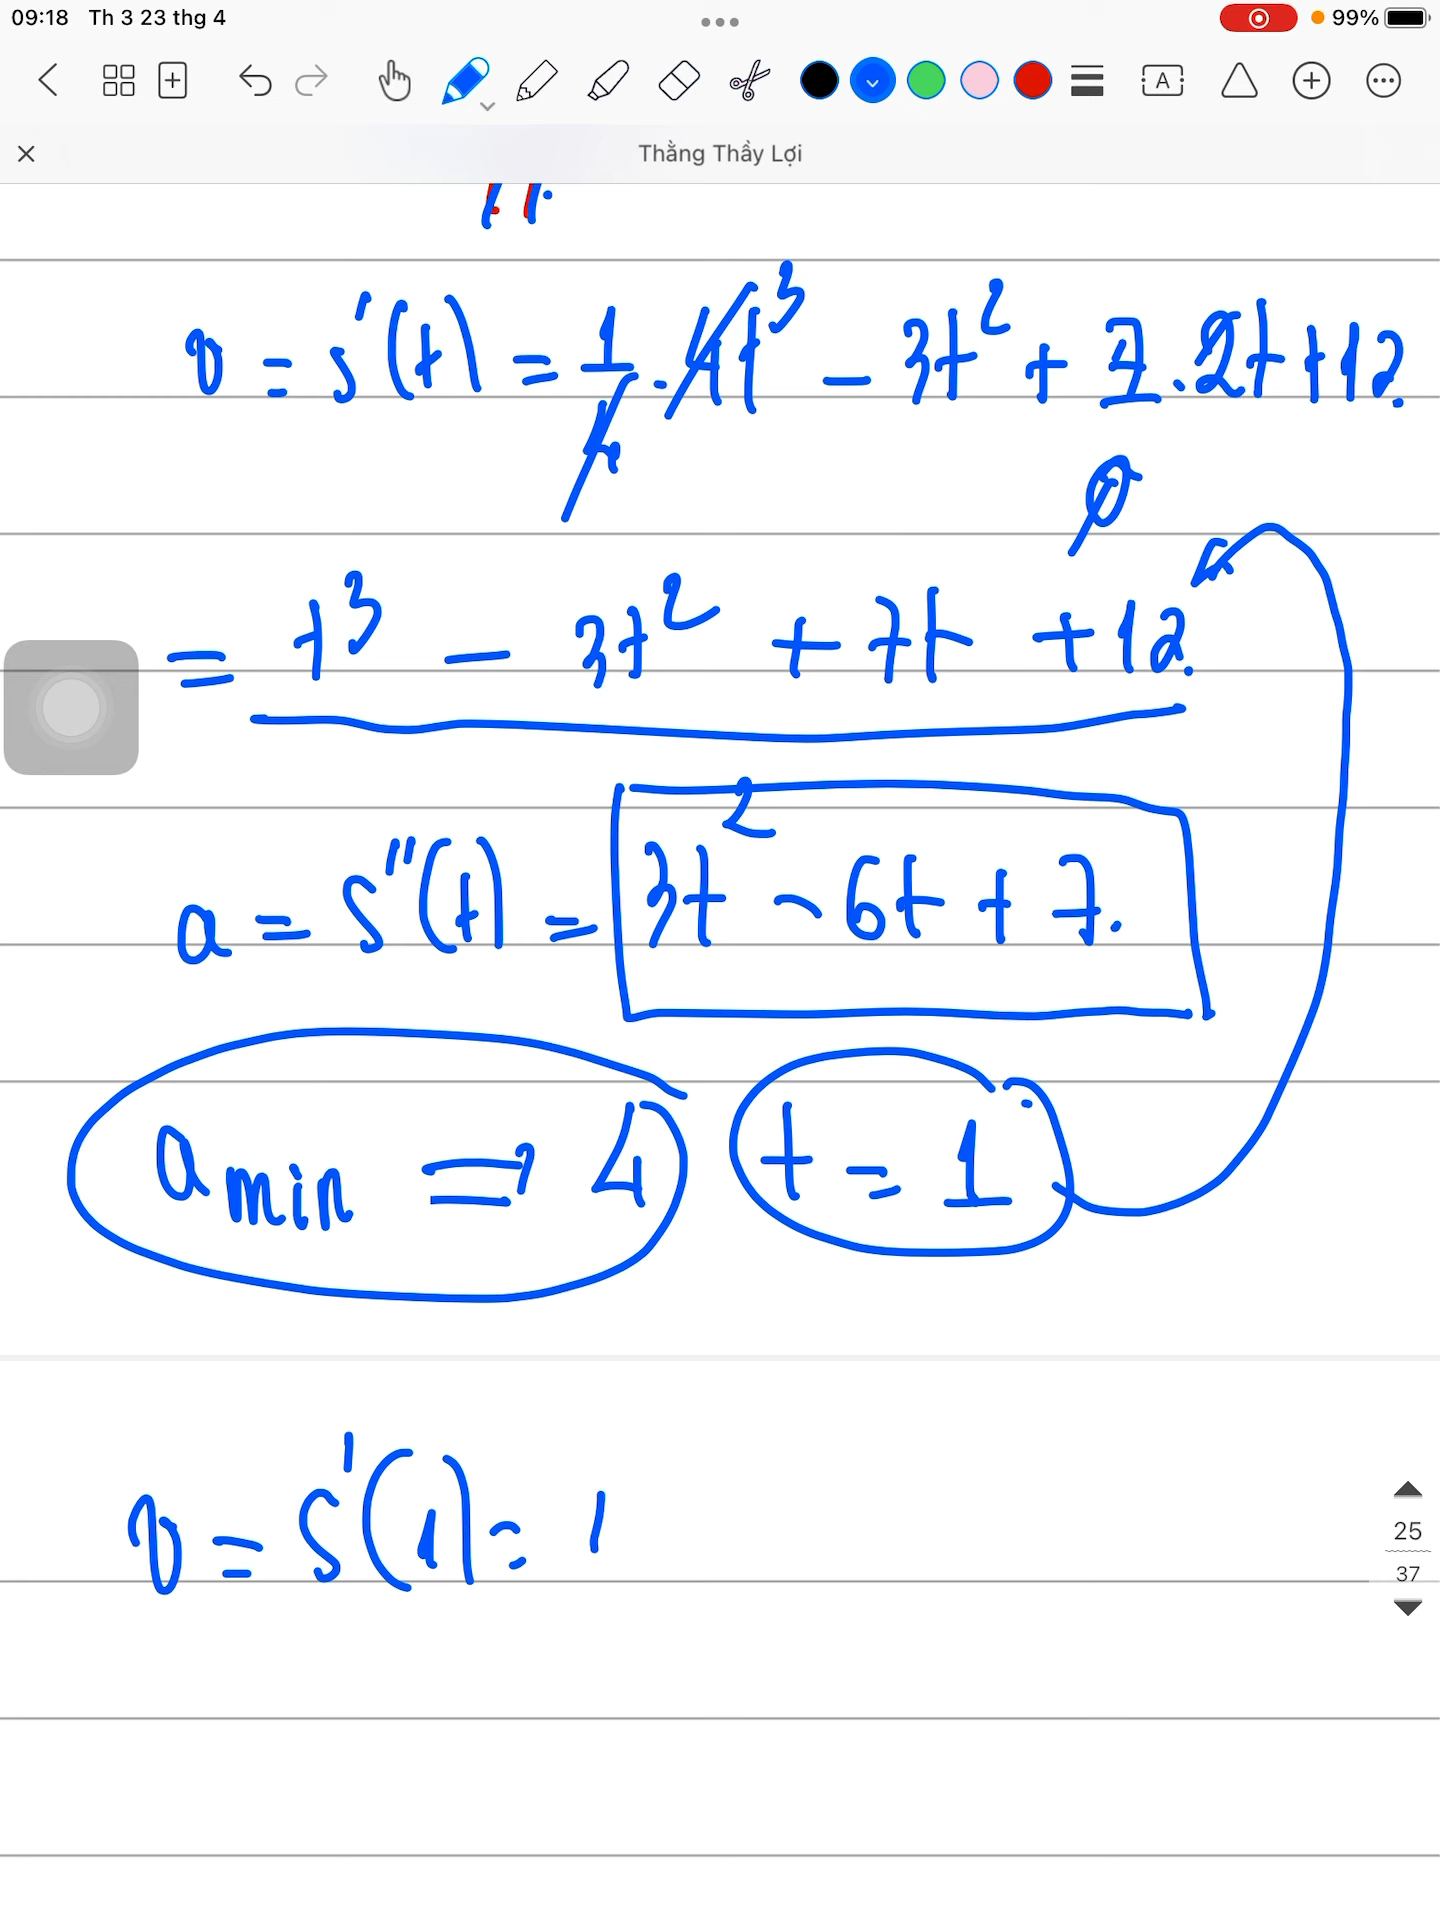 09:18 Th 3 23 thg 4 99%
A
Thằng Thầy Lợi
v = s'(t) = 1/4 . 4t³ - 3t² + 7/2 . 2t + 12.
= t³ - 3t² + 7t + 12.
a = s''(t) = 3t² - 6t + 7.
a min = 4 t = 1
v = s'(1) = 1
25
37